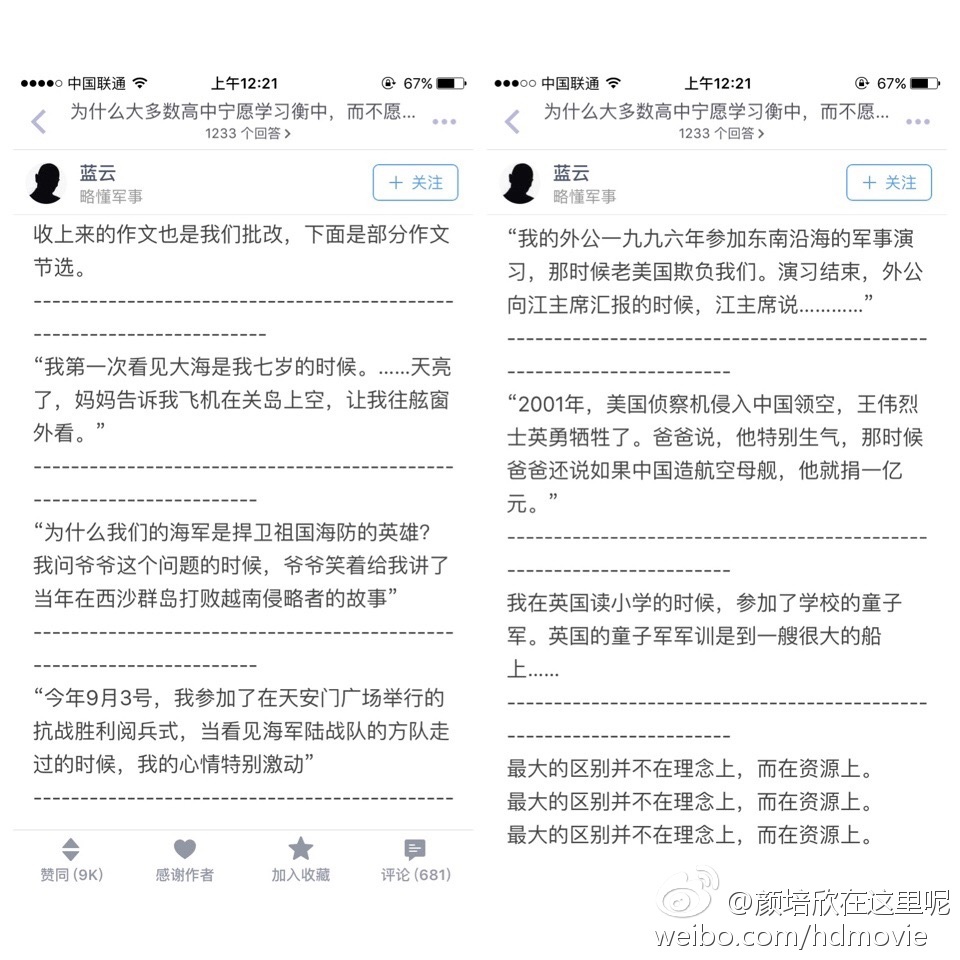 中国联通 上午12:21 67%
为什么大多数高中宁愿学习衡中，而不愿...
1233 个回答
蓝云
略懂军事
＋ 关注
收上来的作文也是我们批改，下面是部分作文
节选。
---------------------------------------------
-------------------------
“我第一次看见大海是我七岁的时候。……天亮
了，妈妈告诉我飞机在关岛上空，让我往舷窗
外看。”
---------------------------------------------
------------------------
“为什么我们的海军是捍卫祖国海防的英雄?
我问爷爷这个问题的时候，爷爷笑着给我讲了
当年在西沙群岛打败越南侵略者的故事”
---------------------------------------------
------------------------
“今年9月3号，我参加了在天安门广场举行的
抗战胜利阅兵式，当看见海军陆战队的方队走
过的时候，我的心情特别激动”
---------------------------------------------
赞同 (9K) 感谢作者 加入收藏 评论 (681)
中国联通 上午12:21 67%
为什么大多数高中宁愿学习衡中，而不愿...
1233 个回答
蓝云
略懂军事
＋ 关注
“我的外公一九九六年参加东南沿海的军事演
习，那时候老美国欺负我们。演习结束，外公
向江主席汇报的时候，江主席说…………”
---------------------------------------------
------------------------
“2001年，美国侦察机侵入中国领空，王伟烈
士英勇牺牲了。爸爸说，他特别生气，那时候
爸爸还说如果中国造航空母舰，他就捐一亿
元。”
---------------------------------------------
------------------------
我在英国读小学的时候，参加了学校的童子
军。英国的童子军军训是到一艘很大的船
上……
---------------------------------------------
------------------------
最大的区别并不在理念上，而在资源上。
最大的区别并不在理念上，而在资源上。
最大的区别并不在理念上，而在资源上。
@颜培欣在这里呢
weibo.com/hdmovie